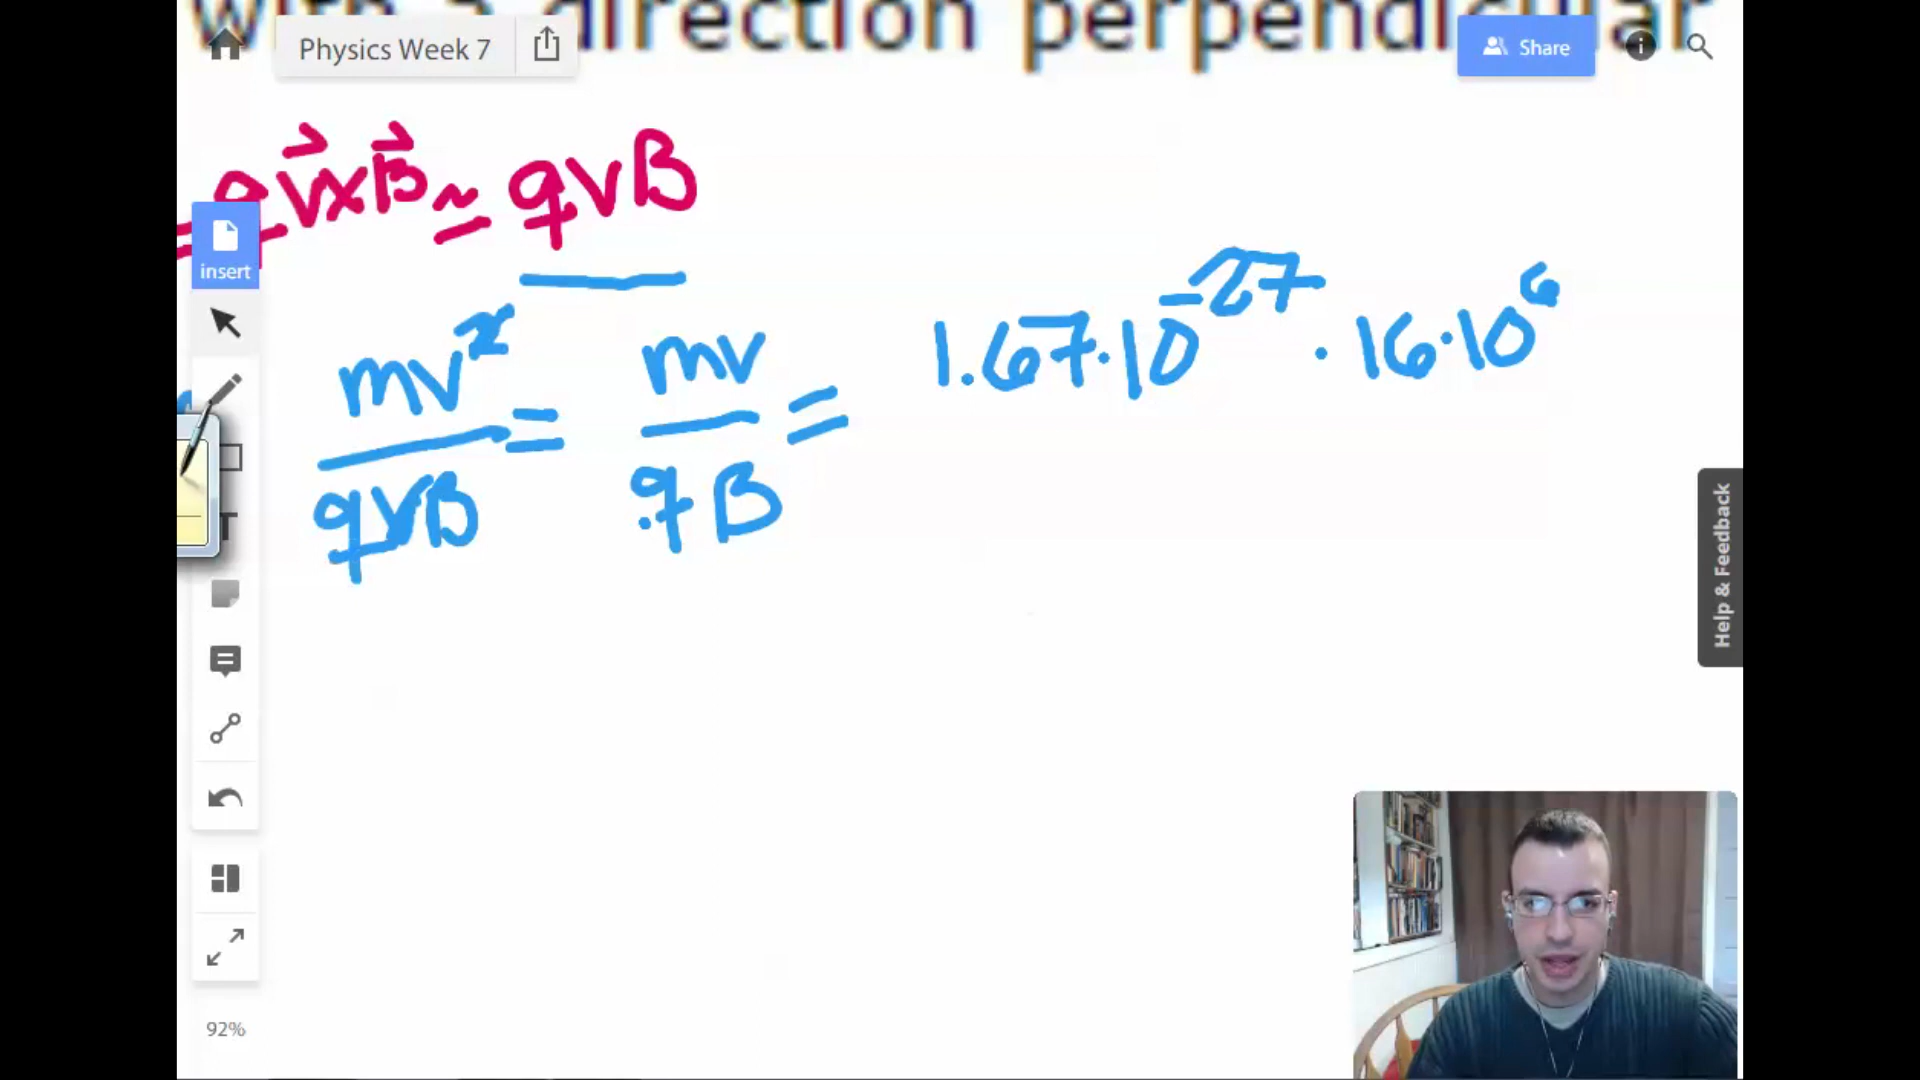 with a direction perpendicular
Physics Week 7
Share
= q v⃗ x B⃗ ≃ qvB
insert
mv² / qvB = mv / qB = 1.67·10⁻²⁷ · 16·10⁶
Help & Feedback
92%